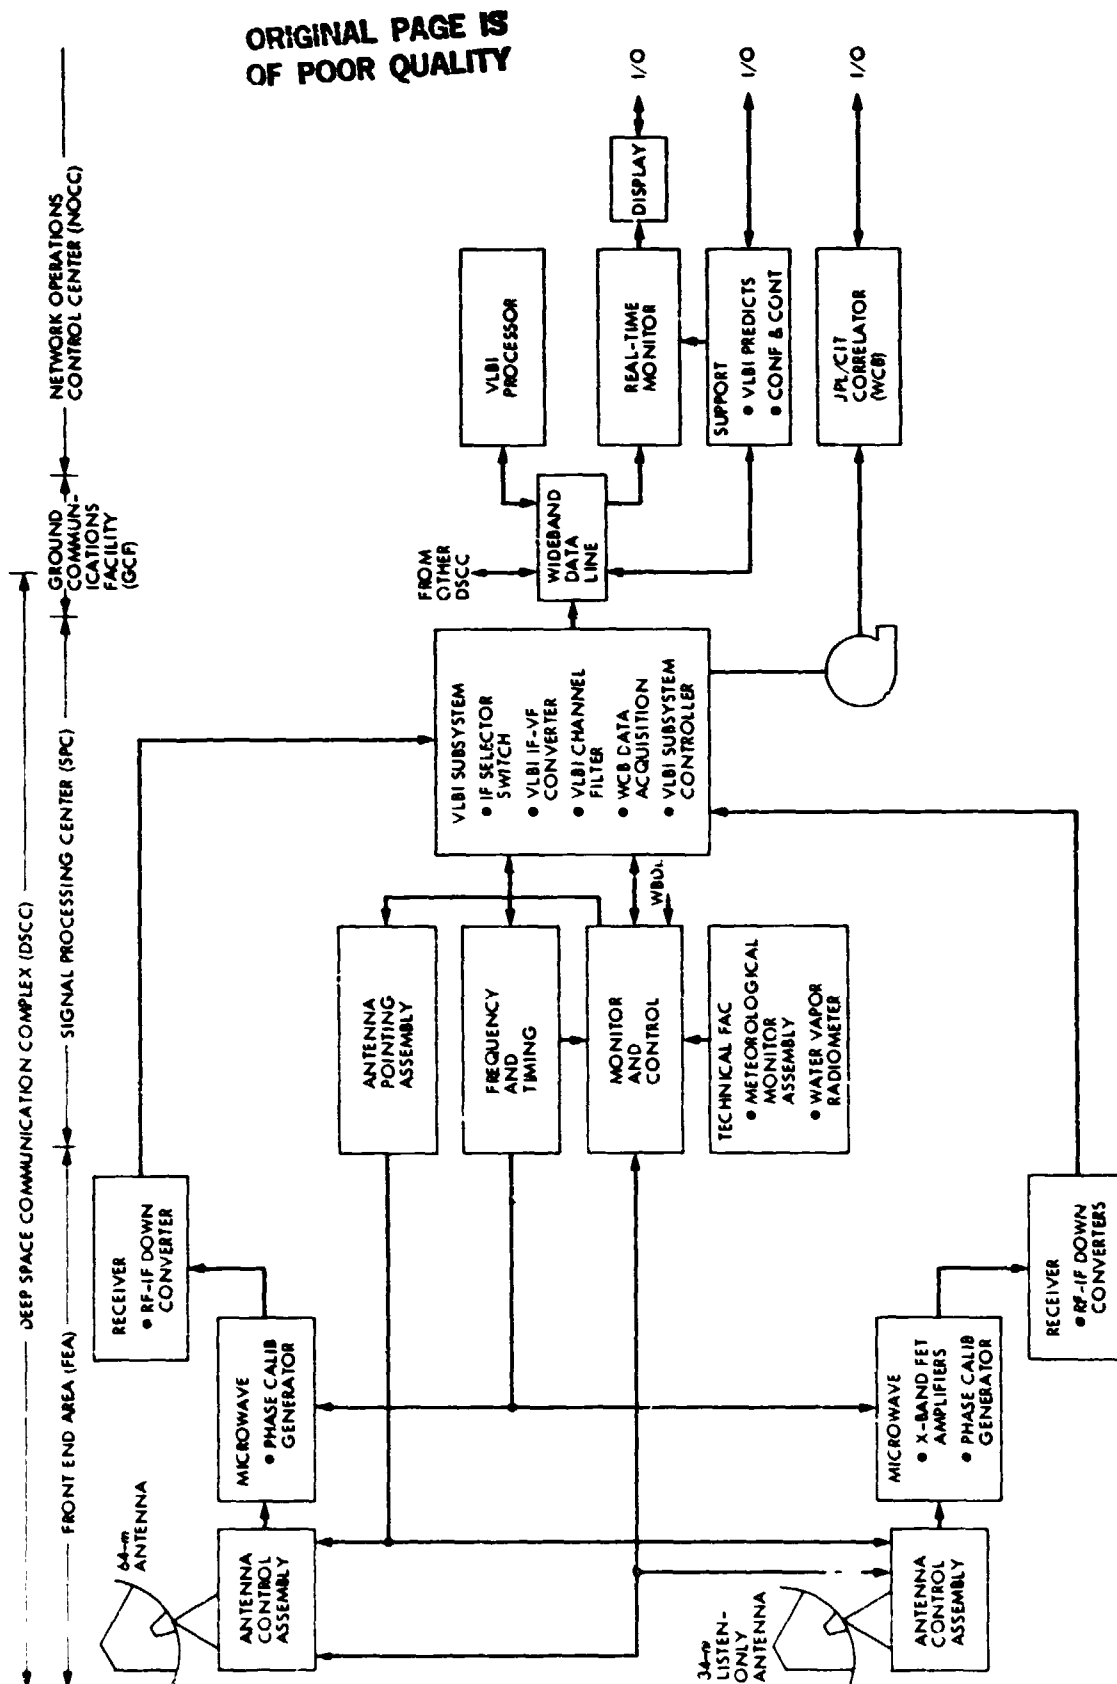 ORIGINAL PAGE IS
OF POOR QUALITY
DEEP SPACE COMMUNICATION COMPLEX (DSCC)
FRONT END AREA (FEA)
SIGNAL PROCESSING CENTER (SPC)
GROUND
COMMUN-
ICATIONS
FACILITY
(GCF)
NETWORK OPERATIONS
CONTROL CENTER (NOCC)
64-m
ANTENNA
ANTENNA
CONTROL
ASSEMBLY
MICROWAVE
● PHASE CALIB
GENERATOR
RECEIVER
● RF-IF DOWN
CONVERTER
ANTENNA
POINTING
ASSEMBLY
FREQUENCY
AND
TIMING
MONITOR
AND
CONTROL
WBDL
TECHNICAL FAC
● METEOROLOGICAL
MONITOR
ASSEMBLY
● WATER VAPOR
RADIOMETER
VLBI SUBSYSTEM
● IF SELECTOR
SWITCH
● VLBI IF-VF
CONVERTER
● VLBI CHANNEL
FILTER
● WCB DATA
ACQUISITION
● VLBI SUBSYSTEM
CONTROLLER
FROM
OTHER
DSCC
WIDEBAND
DATA
LINE
VLBI
PROCESSOR
REAL-TIME
MONITOR
DISPLAY
I/O
SUPPORT
● VLBI PREDICTS
● CONF & CONT
I/O
JPL/CIT
CORRELATOR
(WCB)
I/O
34-m
LISTEN-
ONLY
ANTENNA
ANTENNA
CONTROL
ASSEMBLY
MICROWAVE
● X-BAND FET
AMPLIFIERS
● PHASE CALIB
GENERATOR
RECEIVER
● RF-IF DOWN
CONVERTERS